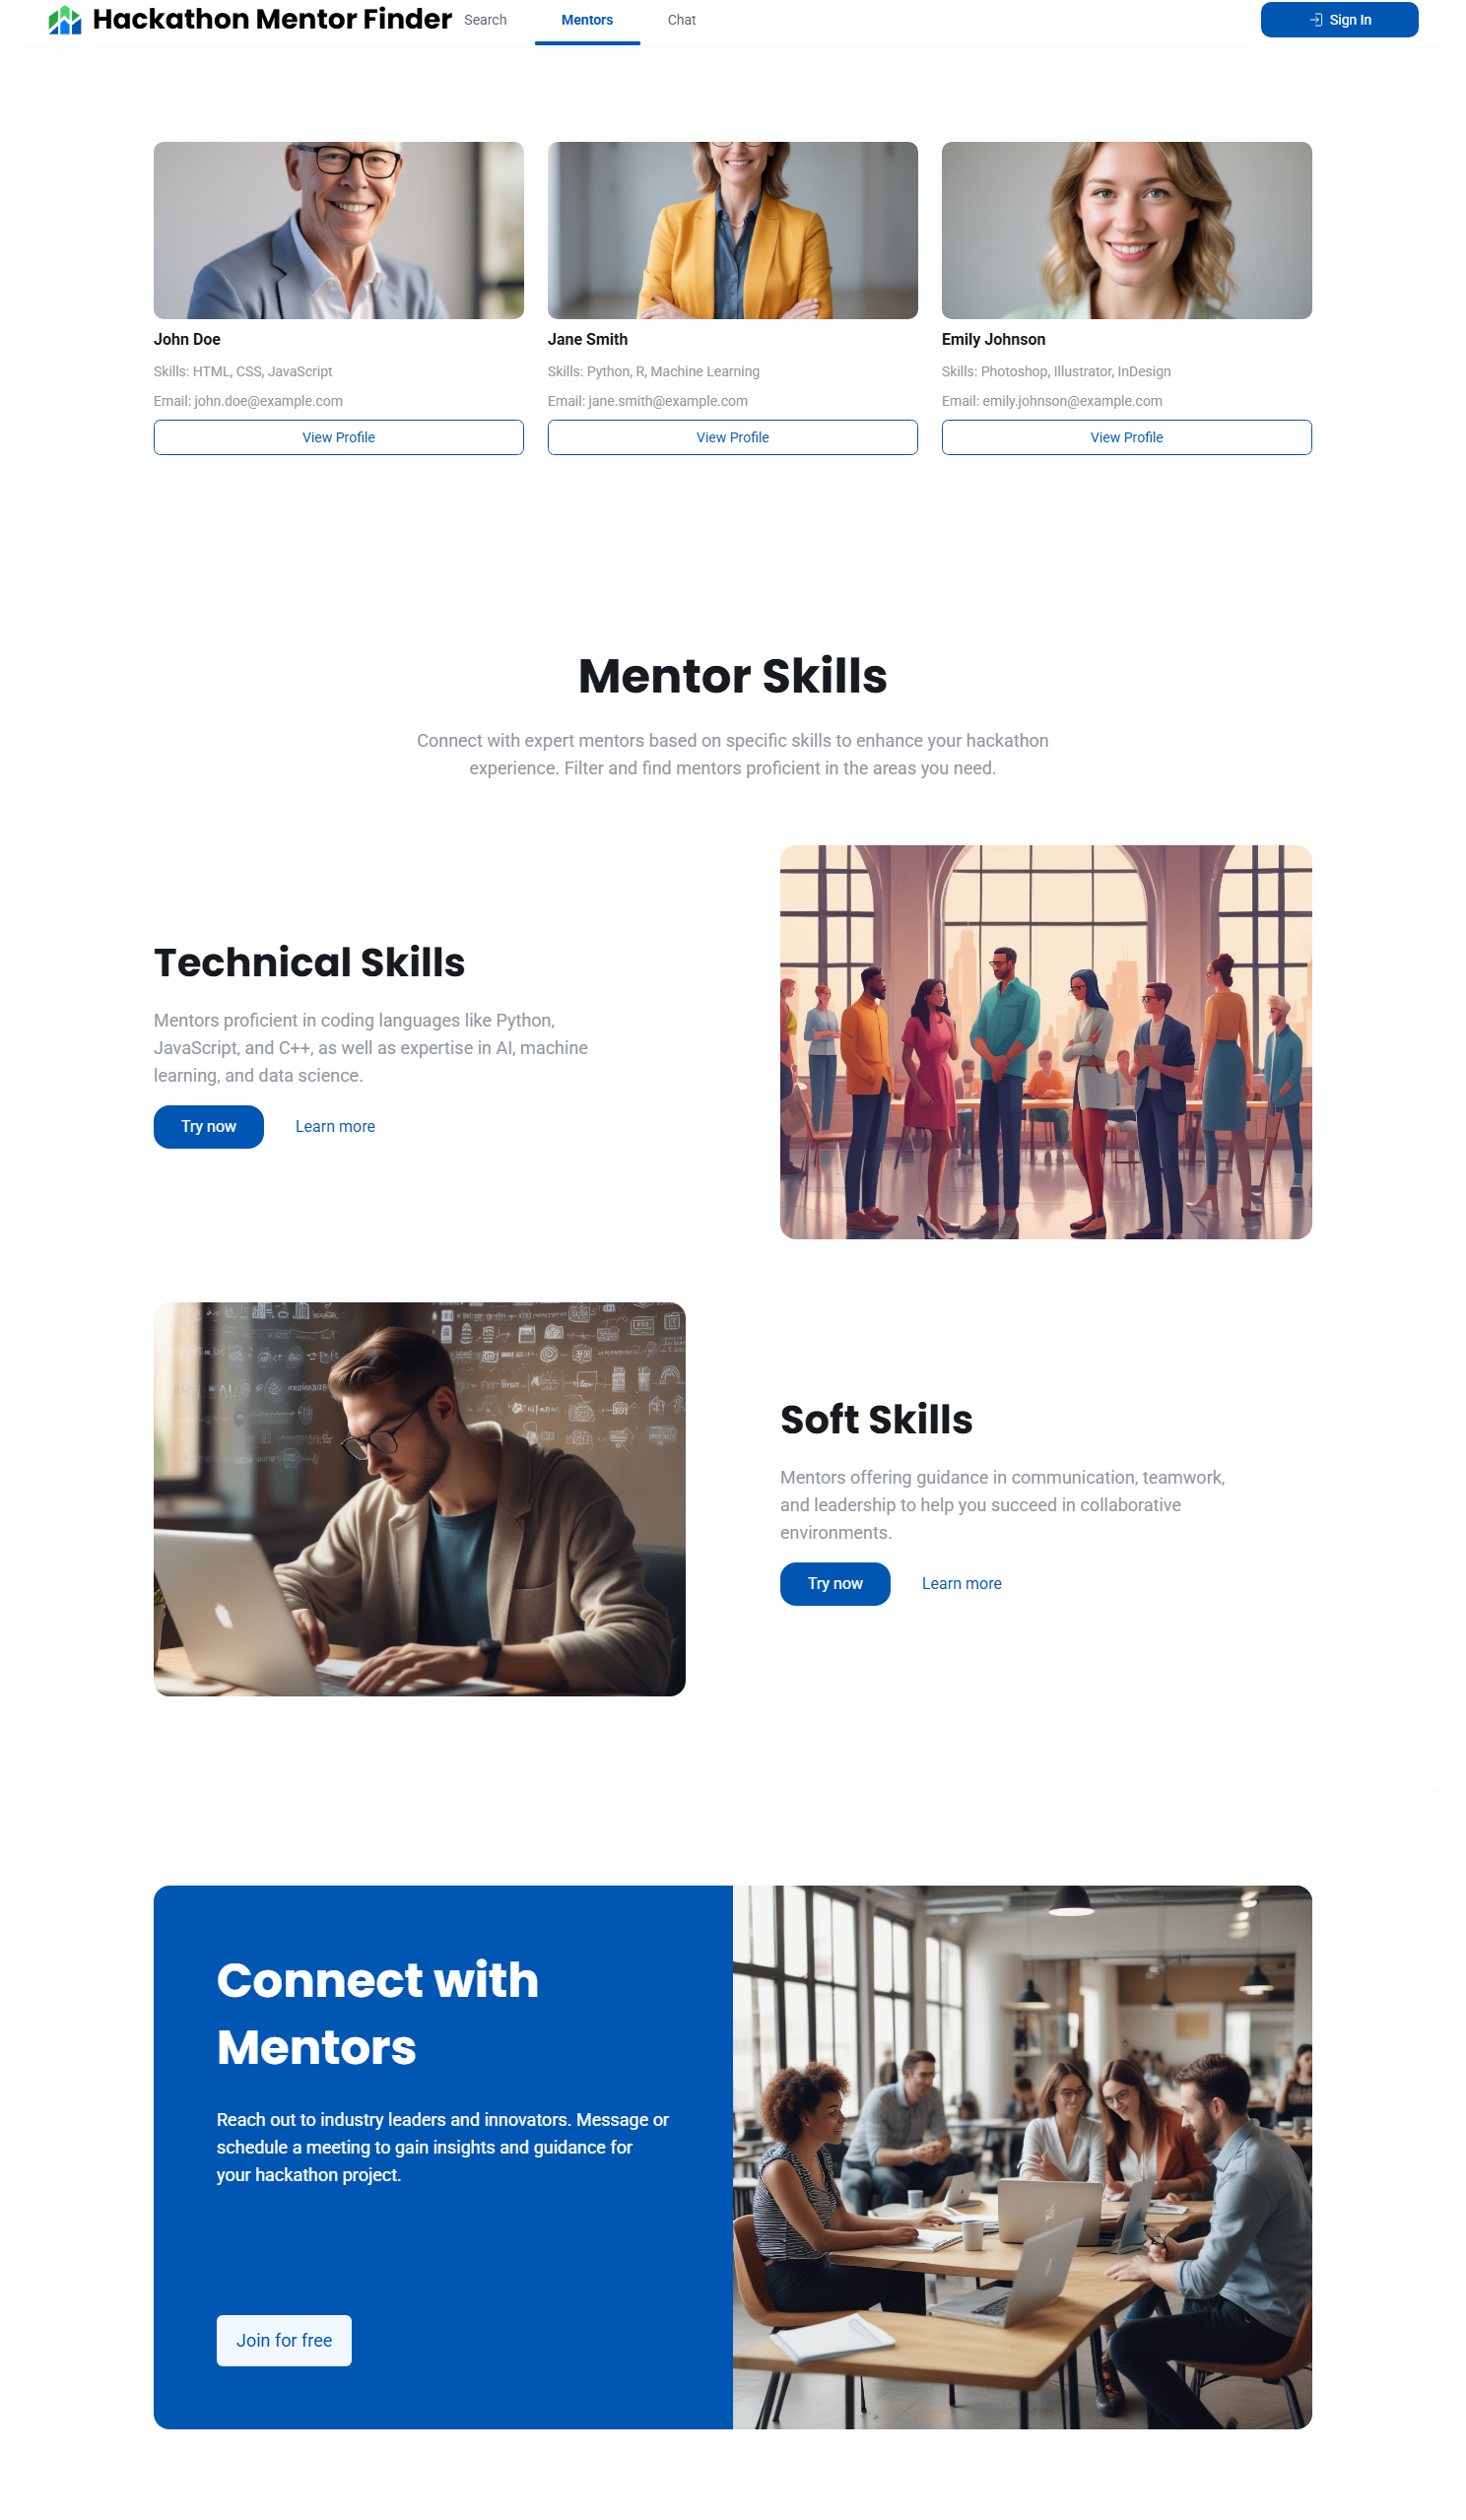 Hackathon Mentor Finder
Search
Mentors
Chat
Sign In
John Doe
Skills: HTML, CSS, JavaScript
Email: john.doe@example.com
View Profile
Jane Smith
Skills: Python, R, Machine Learning
Email: jane.smith@example.com
View Profile
Emily Johnson
Skills: Photoshop, Illustrator, InDesign
Email: emily.johnson@example.com
View Profile
Mentor Skills
Connect with expert mentors based on specific skills to enhance your hackathon
experience. Filter and find mentors proficient in the areas you need.
Technical Skills
Mentors proficient in coding languages like Python,
JavaScript, and C++, as well as expertise in AI, machine
learning, and data science.
Try now
Learn more
Soft Skills
Mentors offering guidance in communication, teamwork,
and leadership to help you succeed in collaborative
environments.
Try now
Learn more
Connect with
Mentors
Reach out to industry leaders and innovators. Message or
schedule a meeting to gain insights and guidance for
your hackathon project.
Join for free